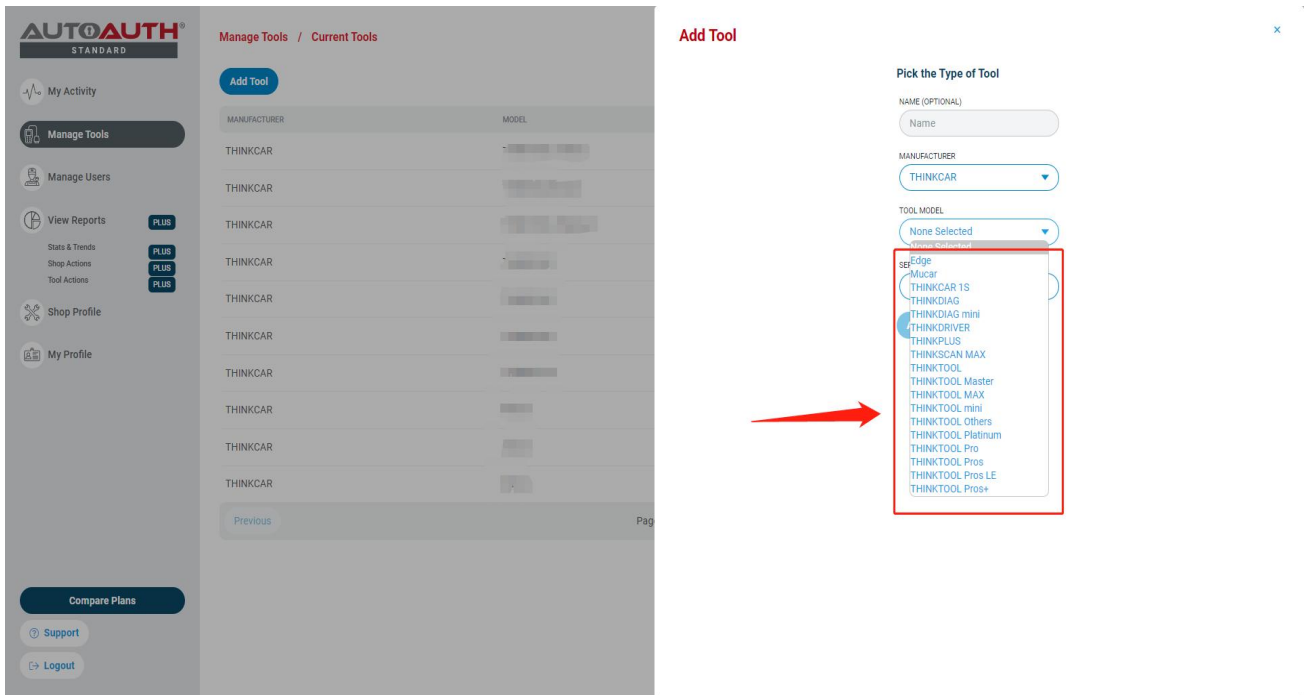 AUTOAUTH®
STANDARD
My Activity
Manage Tools
Manage Users
View Reports PLUS
Stats & Trends PLUS
Shop Actions PLUS
Tool Actions PLUS
Shop Profile
My Profile
Compare Plans
Support
Logout
Manage Tools / Current Tools
Add Tool
MANUFACTURER MODEL
THINKCAR
THINKCAR
THINKCAR
THINKCAR
THINKCAR
THINKCAR
THINKCAR
THINKCAR
THINKCAR
THINKCAR
Previous
Add Tool
x
Pick the Type of Tool
NAME (OPTIONAL)
Name
MANUFACTURER
THINKCAR
TOOL MODEL
None Selected
None Selected
Edge
Mucar
THINKCAR 1S
THINKDIAG
THINKDIAG mini
THINKDRIVER
THINKPLUS
THINKSCAN MAX
THINKTOOL
THINKTOOL Master
THINKTOOL MAX
THINKTOOL mini
THINKTOOL Others
THINKTOOL Platinum
THINKTOOL Pro
THINKTOOL Pros
THINKTOOL Pros LE
THINKTOOL Pros+